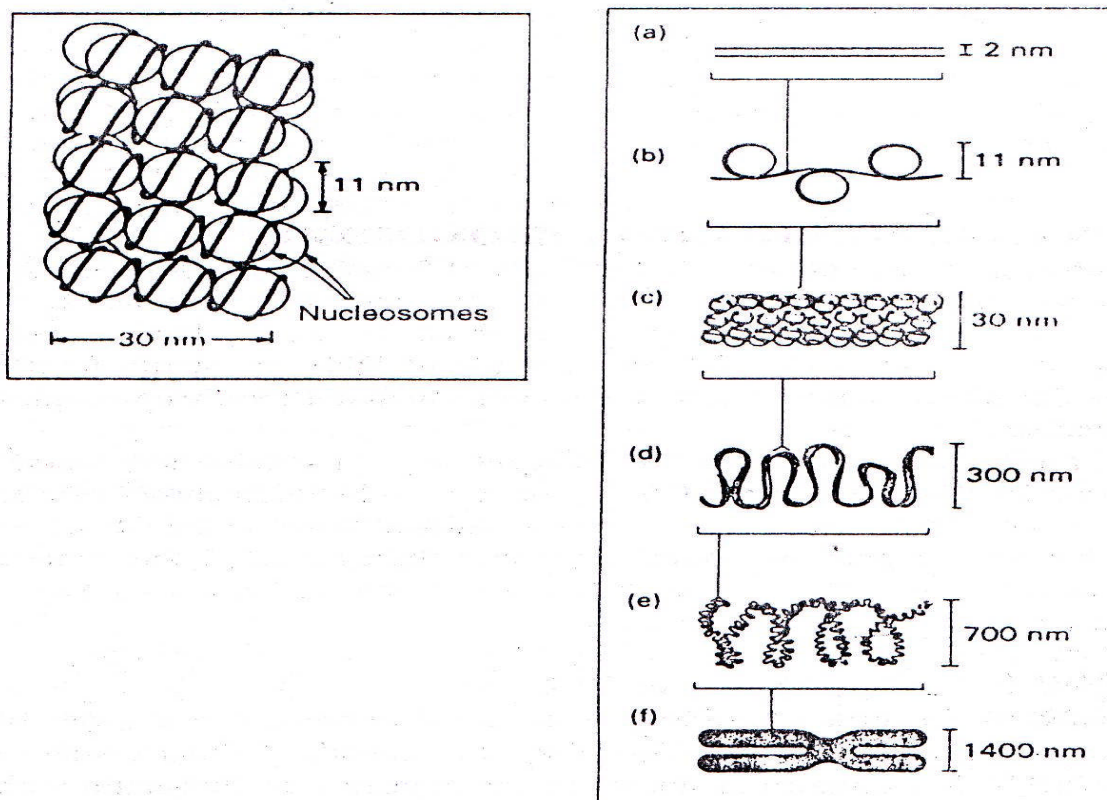 11 nm
Nucleosomes
30 nm
(a)
2 nm
(b)
11 nm
(c)
30 nm
(d)
300 nm
(e)
700 nm
(f)
1400 nm